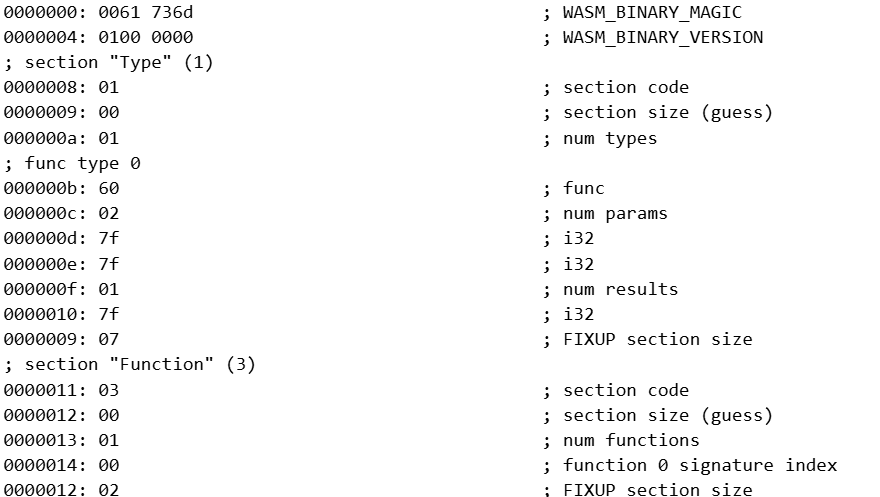 0000000: 0061 736d ; WASM_BINARY_MAGIC
0000004: 0100 0000 ; WASM_BINARY_VERSION
; section "Type" (1)
0000008: 01 ; section code
0000009: 00 ; section size (guess)
000000a: 01 ; num types
; func type 0
000000b: 60 ; func
000000c: 02 ; num params
000000d: 7f ; i32
000000e: 7f ; i32
000000f: 01 ; num results
0000010: 7f ; i32
0000009: 07 ; FIXUP section size
; section "Function" (3)
0000011: 03 ; section code
0000012: 00 ; section size (guess)
0000013: 01 ; num functions
0000014: 00 ; function 0 signature index
0000012: 02 ; FIXUP section size